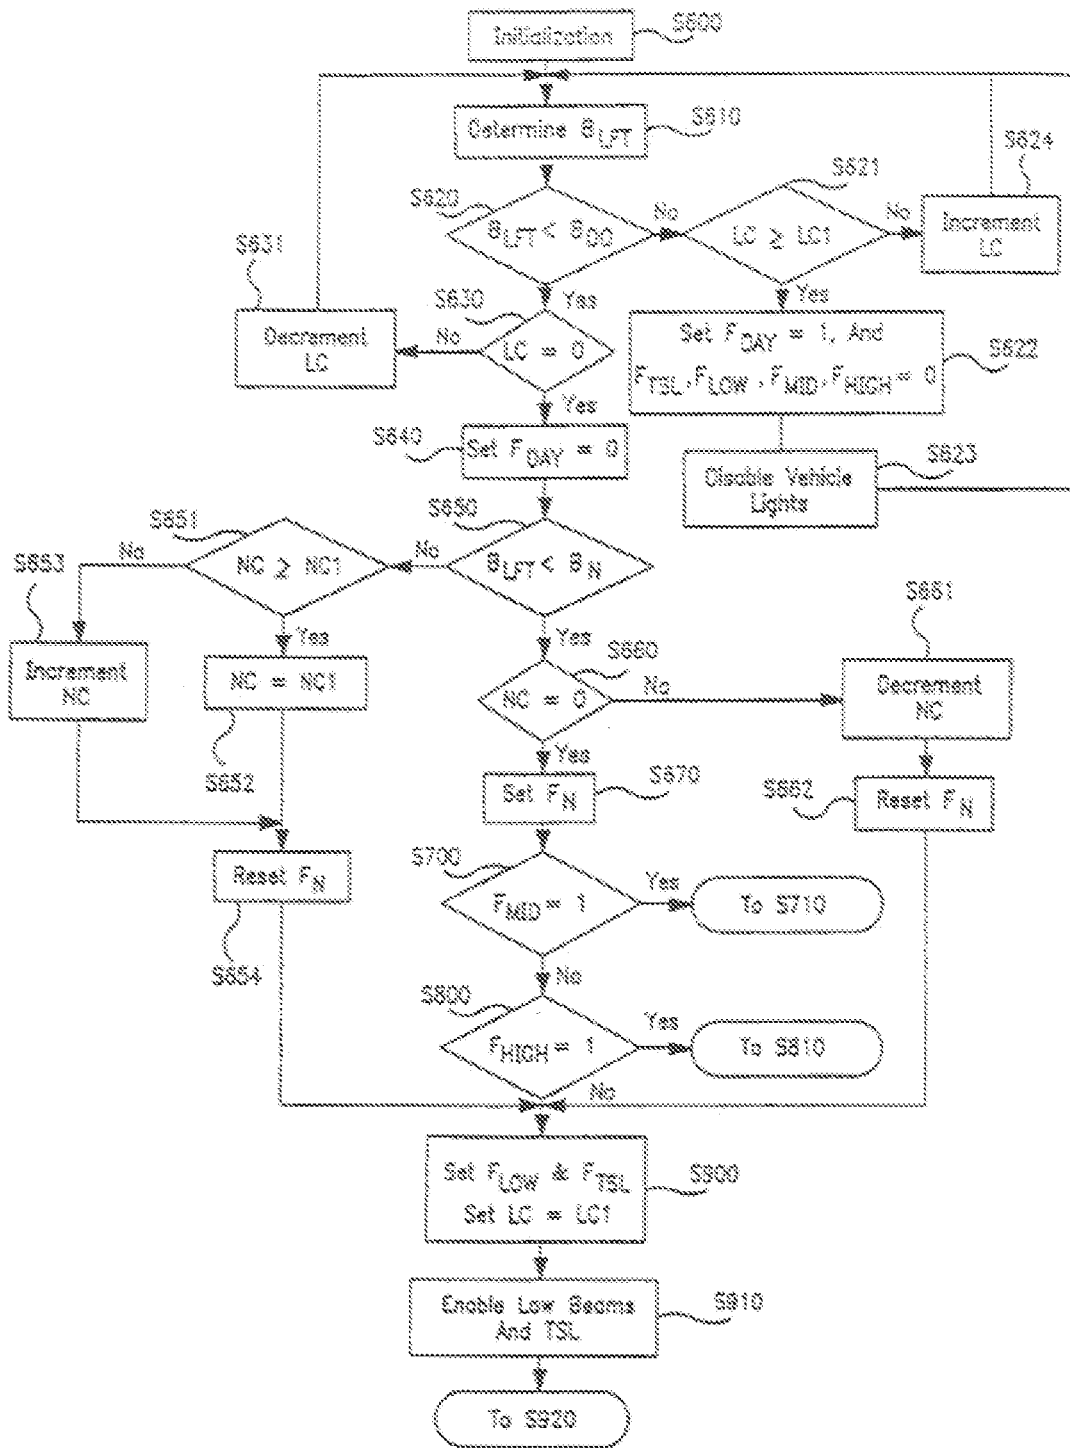 Initialization
S600
Determine B_LFT
S610
S620
B_LFT < B_DO
No
S621
LC ≥ LC1
No
S624
Increment
LC
Yes
S631
Decrement
LC
No
S630
LC = 0
Yes
Yes
Set F_DAY = 1, And
F_TSL, F_LOW, F_MID, F_HIGH = 0
S622
S640
Set F_DAY = 0
Disable Vehicle
Lights
S623
S650
B_LFT < B_N
No
S651
NC ≥ NC1
No
S653
Increment
NC
Yes
NC = NC1
S652
Yes
S660
NC = 0
No
S661
Decrement
NC
Yes
Set F_N
S670
S662
Reset F_N
Reset F_N
S654
S700
F_MID = 1
Yes
To S710
No
S800
F_HIGH = 1
Yes
To S810
No
Set F_LOW & F_TSL
Set LC = LC1
S900
Enable Low Beams
And TSL
S910
To S920